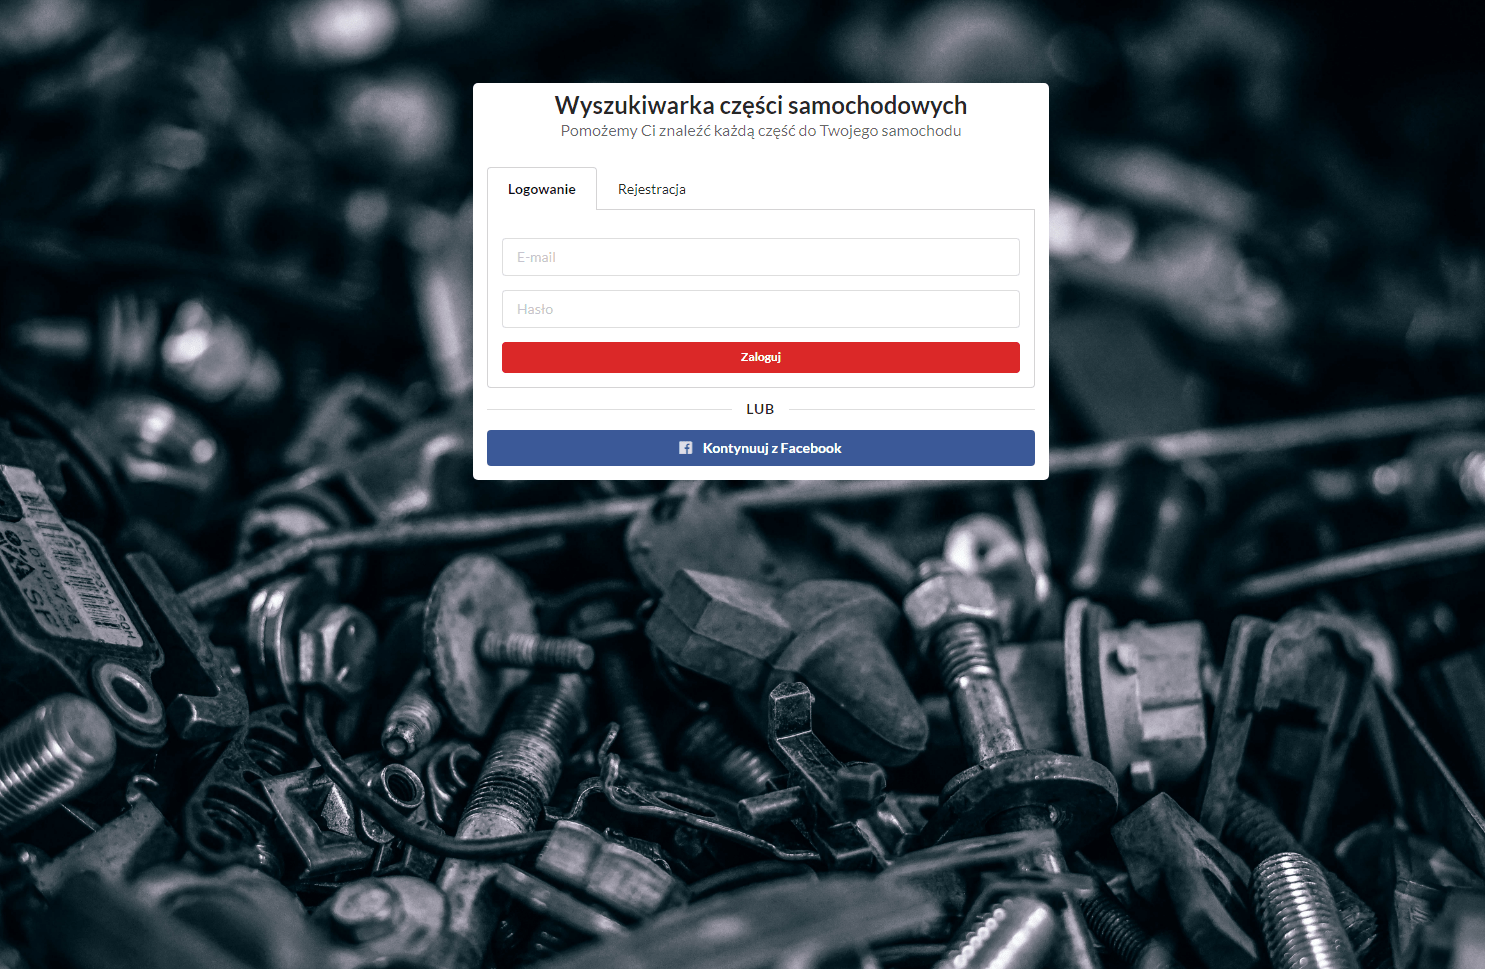 Wyszukiwarka części samochodowych
Pomożemy Ci znaleźć każdą część do Twojego samochodu
Logowanie
Rejestracja
E-mail
Hasło
Zaloguj
LUB
Kontynuuj z Facebook